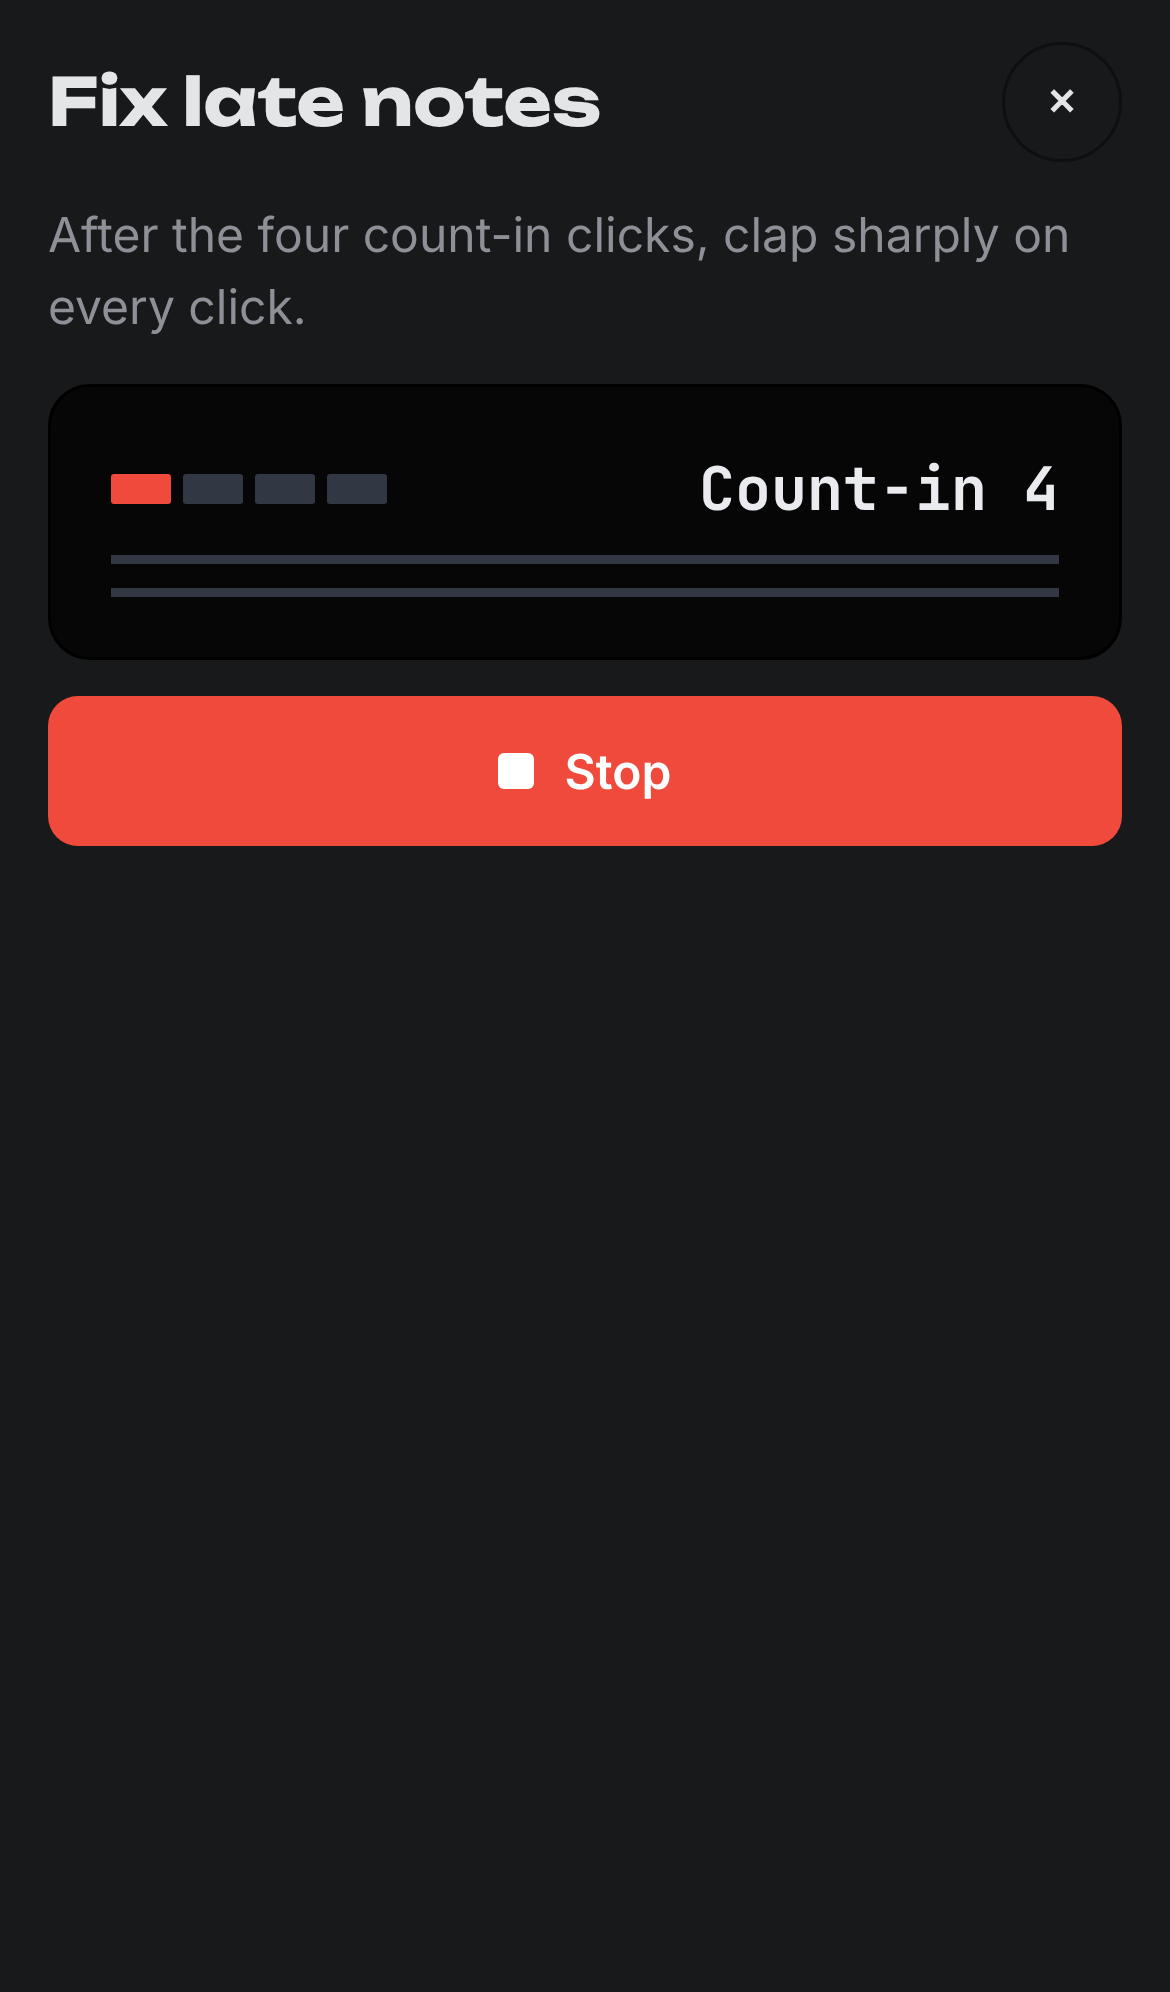 Fix late notes
After the four count-in clicks, clap sharply on
every click.
Count-in 4
Stop